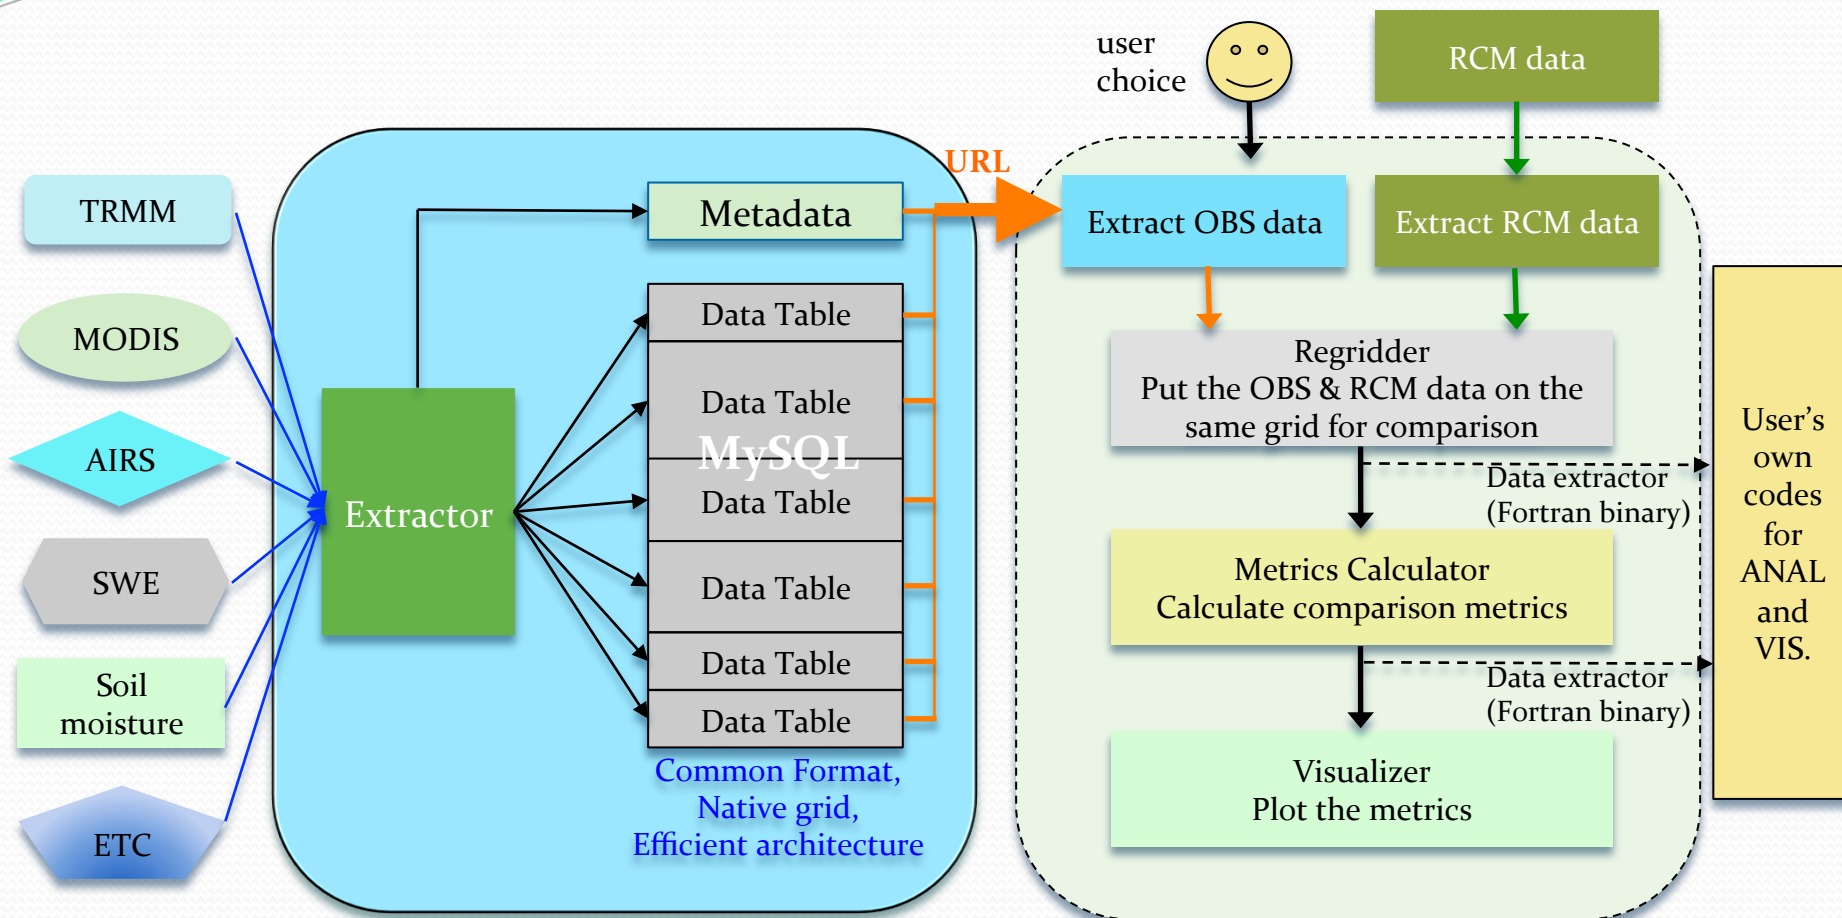 user
choice
RCM data
URL
TRMM
MODIS
AIRS
SWE
Soil
moisture
ETC
Extractor
Metadata
Data Table
Data Table
MySQL
Data Table
Data Table
Data Table
Data Table
Common Format,
Native grid,
Efficient architecture
Extract OBS data
Extract RCM data
Regridder
Put the OBS & RCM data on the
same grid for comparison
Data extractor
(Fortran binary)
Metrics Calculator
Calculate comparison metrics
Data extractor
(Fortran binary)
Visualizer
Plot the metrics
User's
own
codes
for
ANAL
and
VIS.